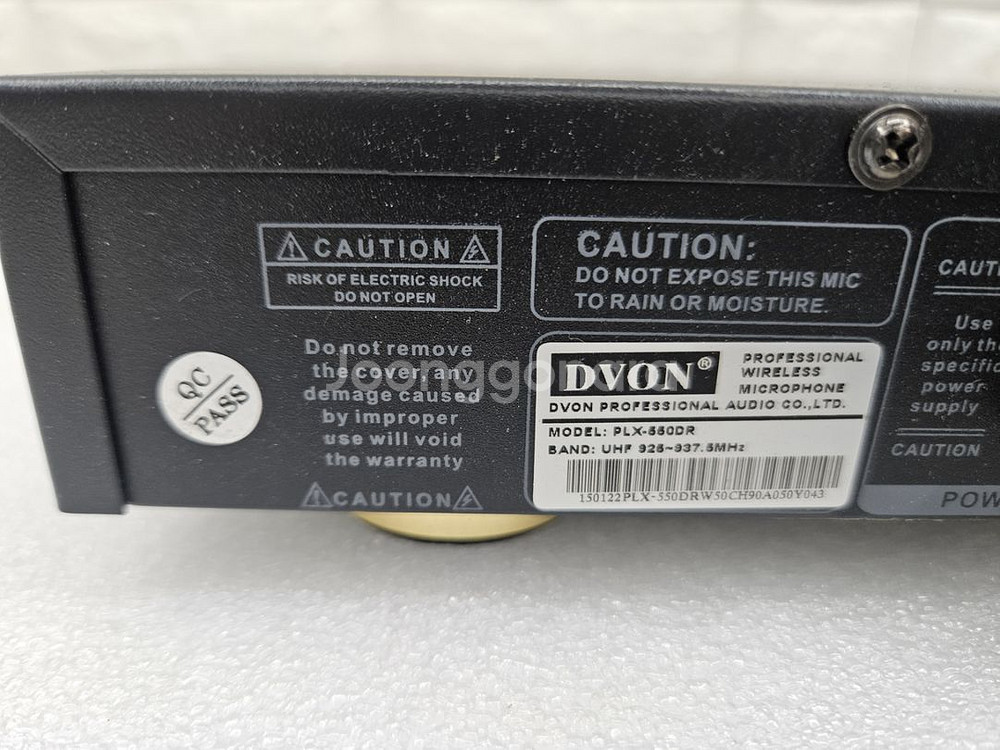 CAUTION
RISK OF ELECTRIC SHOCK
DO NOT OPEN
Do not remove
the cover, any
damage caused
by improper
use will void
the warranty
CAUTION
QC
PASS
CAUTION:
DO NOT EXPOSE THIS MIC
TO RAIN OR MOISTURE.
DVON®
PROFESSIONAL
WIRELESS
MICROPHONE
DVON PROFESSIONAL AUDIO CO.,LTD.
MODEL: PLX-550DR
BAND: UHF 925~937.5MHz
150122PLX-550DRW50CH90A050Y043
CAUT
Use
only the
specific
power
supply
CAUTION
POW
Joonggonara